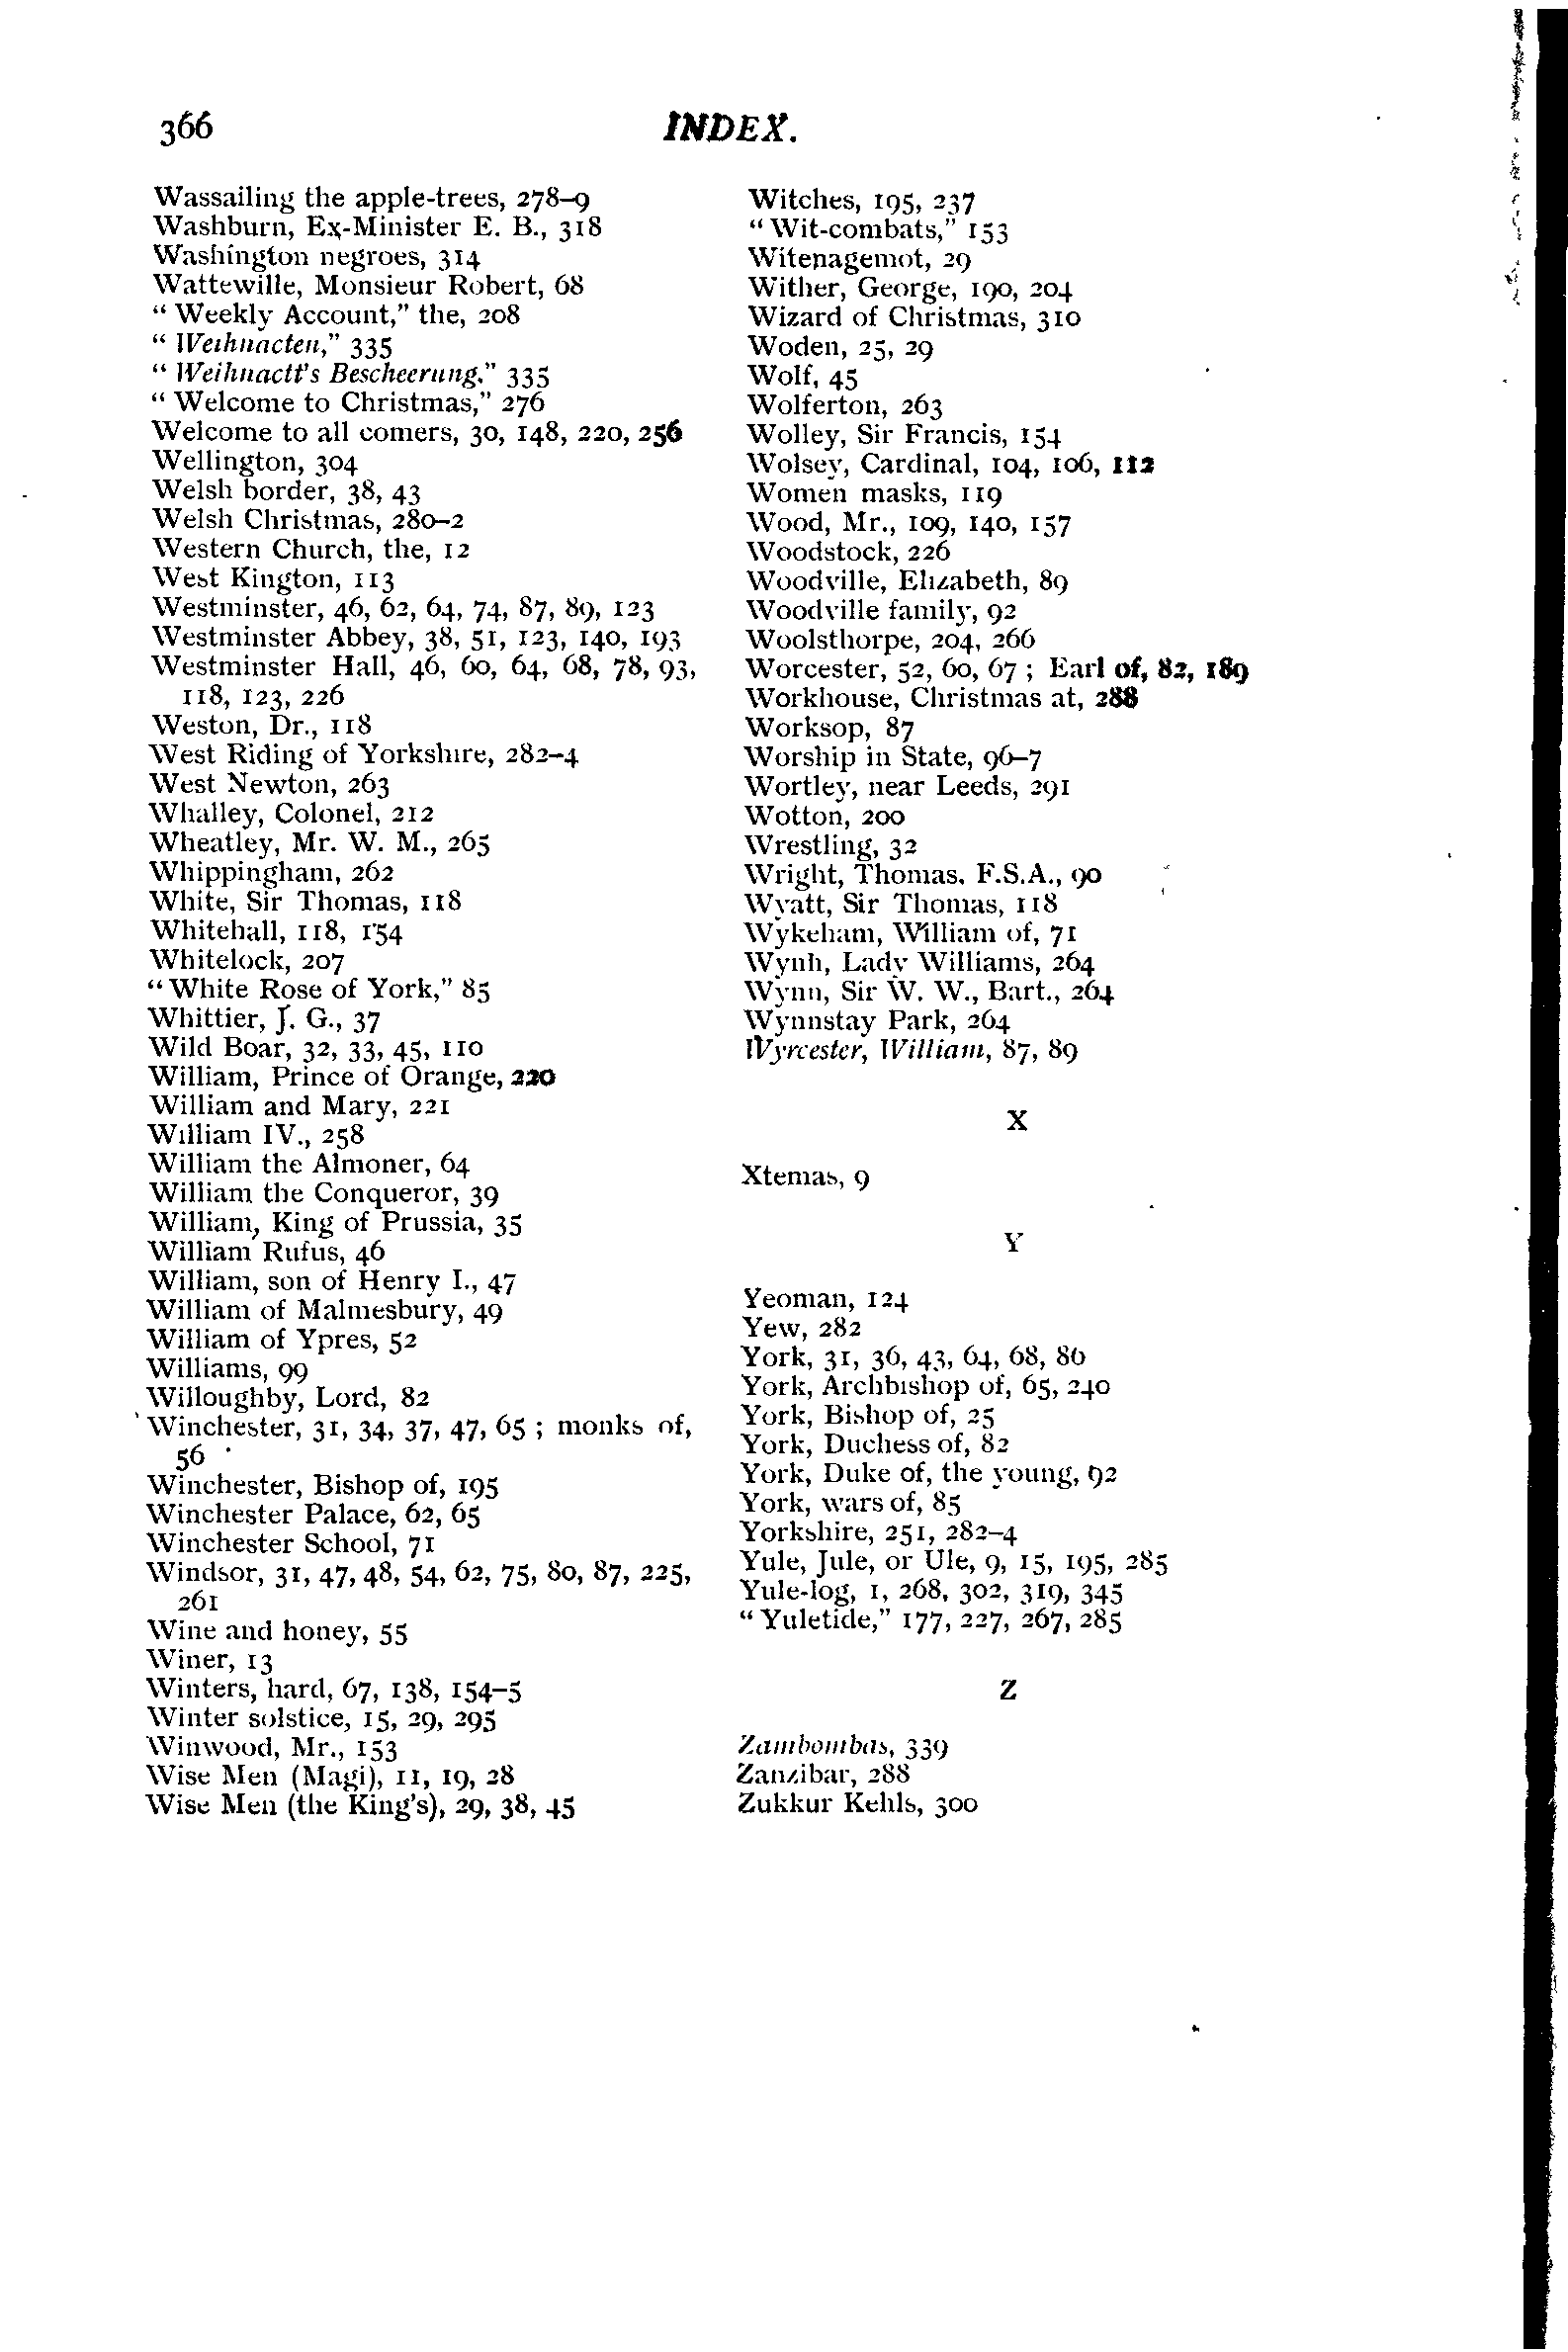 366
INDEX.
Wassailing the apple-trees, 278–9
Washburn, Ex-Minister E. B., 318
Washington negroes, 314
Wattewille, Monsieur Robert, 68
“ Weekly Account,” the, 208
“ Weihnacten,” 335
“ Weihnactt's Bescheerung.” 335
“ Welcome to Christmas,” 276
Welcome to all comers, 30, 148, 220, 256
Wellington, 304
Welsh border, 38, 43
Welsh Christmas, 280–2
Western Church, the, 12
West Kington, 113
Westminster, 46, 62, 64, 74, 87, 89, 123
Westminster Abbey, 38, 51, 123, 140, 193
Westminster Hall, 46, 60, 64, 68, 78, 93,
118, 123, 226
Weston, Dr., 118
West Riding of Yorkshire, 282–4
West Newton, 263
Whalley, Colonel, 212
Wheatley, Mr. W. M., 265
Whippingham, 262
White, Sir Thomas, 118
Whitehall, 118, 154
Whitelock, 207
“ White Rose of York,” 85
Whittier, J. G., 37
Wild Boar, 32, 33, 45, 110
William, Prince of Orange, 220
William and Mary, 221
William IV., 258
William the Almoner, 64
William the Conqueror, 39
William, King of Prussia, 35
William Rufus, 46
William, son of Henry I., 47
William of Malmesbury, 49
William of Ypres, 52
Williams, 99
Willoughby, Lord, 82
Winchester, 31, 34, 37, 47, 65 ; monks of,
56
Winchester, Bishop of, 195
Winchester Palace, 62, 65
Winchester School, 71
Windsor, 31, 47, 48, 54, 62, 75, 80, 87, 225,
261
Wine and honey, 55
Winer, 13
Winters, hard, 67, 138, 154–5
Winter solstice, 15, 29, 295
Winwood, Mr., 153
Wise Men (Magi), 11, 19, 28
Wise Men (the King's), 29, 38, 45
Witches, 195, 237
“ Wit-combats,” 153
Witenagemot, 29
Wither, George, 190, 204
Wizard of Christmas, 310
Woden, 25, 29
Wolf, 45
Wolferton, 263
Wolley, Sir Francis, 154
Wolsey, Cardinal, 104, 106, 112
Women masks, 119
Wood, Mr., 109, 140, 157
Woodstock, 226
Woodville, Elizabeth, 89
Woodville family, 92
Woolsthorpe, 204, 266
Worcester, 52, 60, 67 ; Earl of, 82, 189
Workhouse, Christmas at, 288
Worksop, 87
Worship in State, 96–7
Wortley, near Leeds, 291
Wotton, 200
Wrestling, 32
Wright, Thomas, F.S.A., 90
Wyatt, Sir Thomas, 118
Wykeham, William of, 71
Wynh, Lady Williams, 264
Wynn, Sir W. W., Bart., 264
Wynnstay Park, 264
Wyrcester, William, 87, 89
X
Xtemas, 9
Y
Yeoman, 124
Yew, 282
York, 31, 36, 43, 64, 68, 80
York, Archbishop of, 65, 240
York, Bishop of, 25
York, Duchess of, 82
York, Duke of, the young, 92
York, wars of, 85
Yorkshire, 251, 282–4
Yule, Jule, or Ule, 9, 15, 195, 285
Yule-log, 1, 268, 302, 319, 345
“ Yuletide,” 177, 227, 267, 285
Z
Zambombas, 339
Zanzibar, 288
Zukkur Kehls, 300